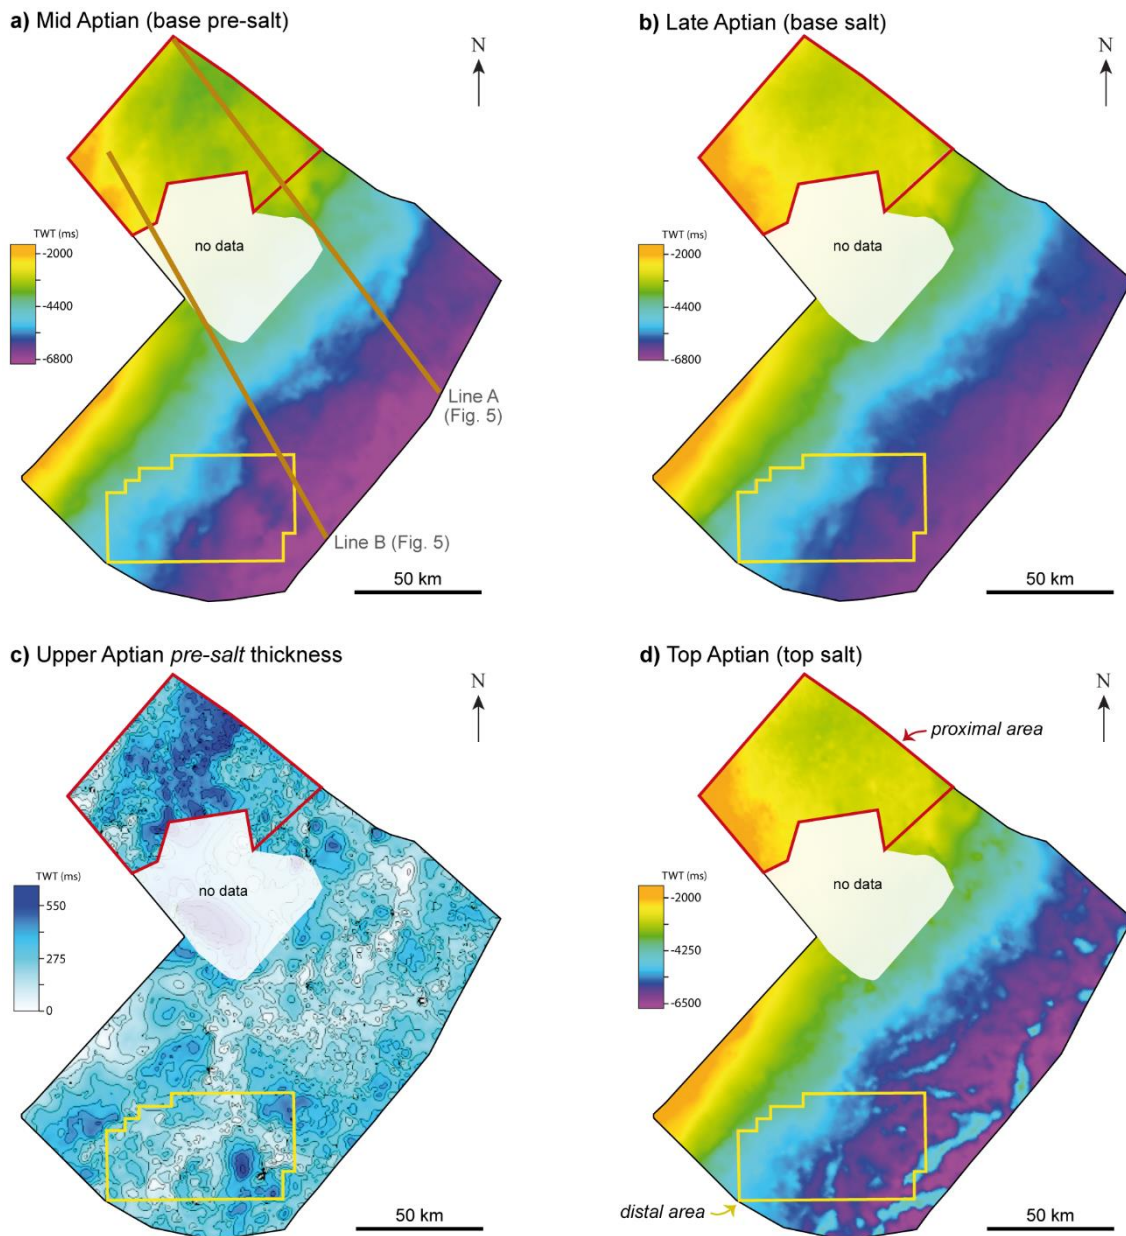 a) Mid Aptian (base pre-salt)
N
no data
TWT (ms)
-2000
-4400
-6800
Line A
(Fig. 5)
Line B (Fig. 5)
50 km
b) Late Aptian (base salt)
N
no data
TWT (ms)
-2000
-4400
-6800
50 km
c) Upper Aptian pre-salt thickness
N
no data
TWT (ms)
550
275
0
50 km
d) Top Aptian (top salt)
N
proximal area
no data
TWT (ms)
-2000
-4250
-6500
distal area
50 km